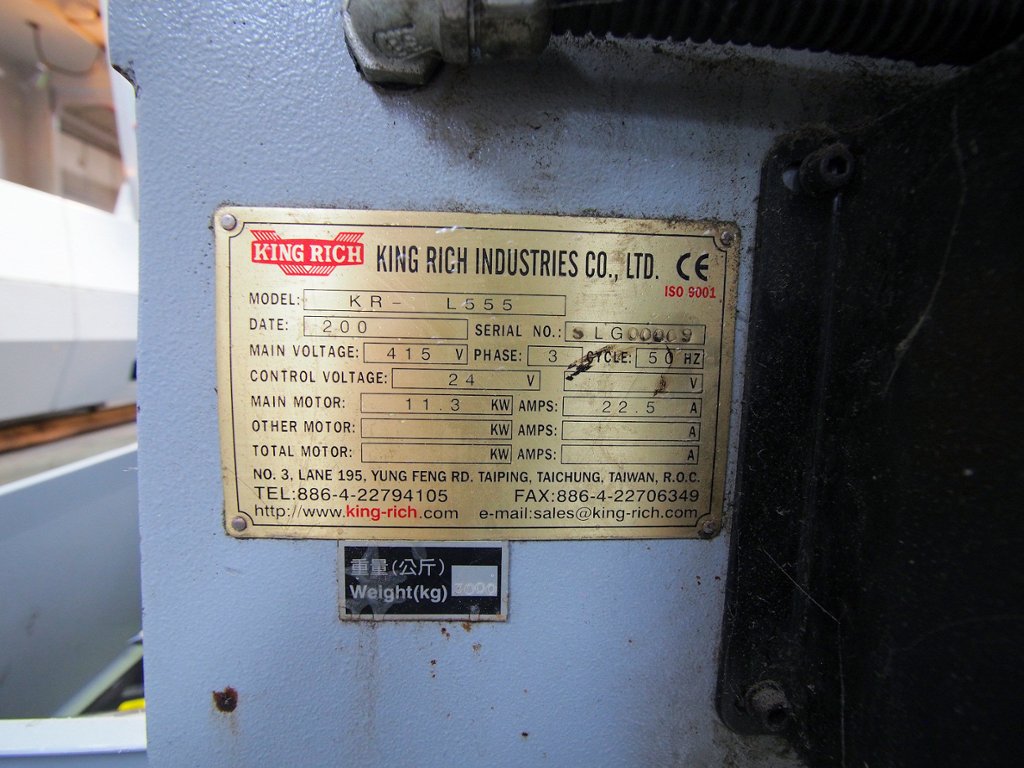 KING RICH KING RICH INDUSTRIES CO., LTD. CE
ISO 9001
MODEL: KR- L555
DATE: 200 SERIAL NO.: SLG00009
MAIN VOLTAGE: 415 V PHASE: 3 CYCLE: 50 HZ
CONTROL VOLTAGE: 24 V V
MAIN MOTOR: 11.3 KW AMPS: 22.5 A
OTHER MOTOR: KW AMPS: A
TOTAL MOTOR: KW AMPS: A
NO. 3, LANE 195, YUNG FENG RD. TAIPING, TAICHUNG, TAIWAN, R.O.C.
TEL:886-4-22794105 FAX:886-4-22706349
http://www.king-rich.com e-mail:sales@king-rich.com
重量(公斤)
Weight(kg) 3000